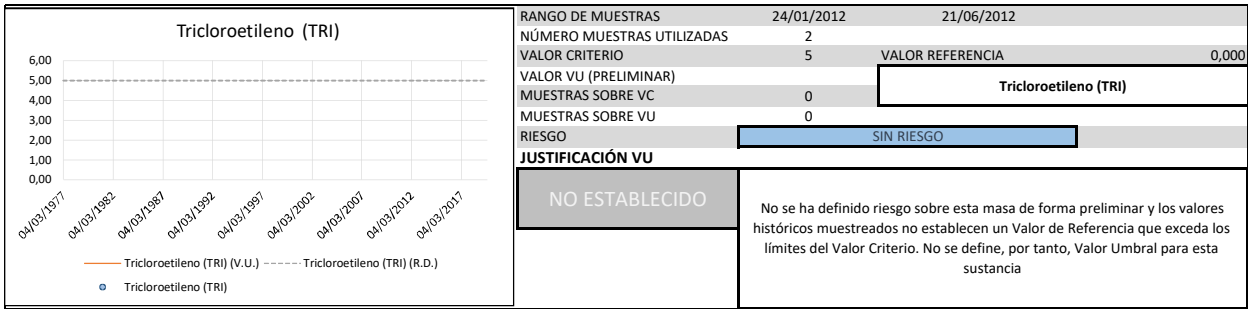 Tricloroetileno (TRI)
6,00
5,00
4,00
3,00
2,00
1,00
0,00
04/03/1977
04/03/1982
04/03/1987
04/03/1992
04/03/1997
04/03/2002
04/03/2007
04/03/2012
04/03/2017
Tricloroetileno (TRI) (V.U.)
Tricloroetileno (TRI) (R.D.)
Tricloroetileno (TRI)
RANGO DE MUESTRAS 24/01/2012 21/06/2012
NÚMERO MUESTRAS UTILIZADAS 2
VALOR CRITERIO 5 VALOR REFERENCIA 0,000
VALOR VU (PRELIMINAR)
Tricloroetileno (TRI)
MUESTRAS SOBRE VC 0
MUESTRAS SOBRE VU 0
RIESGO SIN RIESGO
JUSTIFICACIÓN VU
NO ESTABLECIDO
No se ha definido riesgo sobre esta masa de forma preliminar y los valores
históricos muestreados no establecen un Valor de Referencia que exceda los
límites del Valor Criterio. No se define, por tanto, Valor Umbral para esta
sustancia